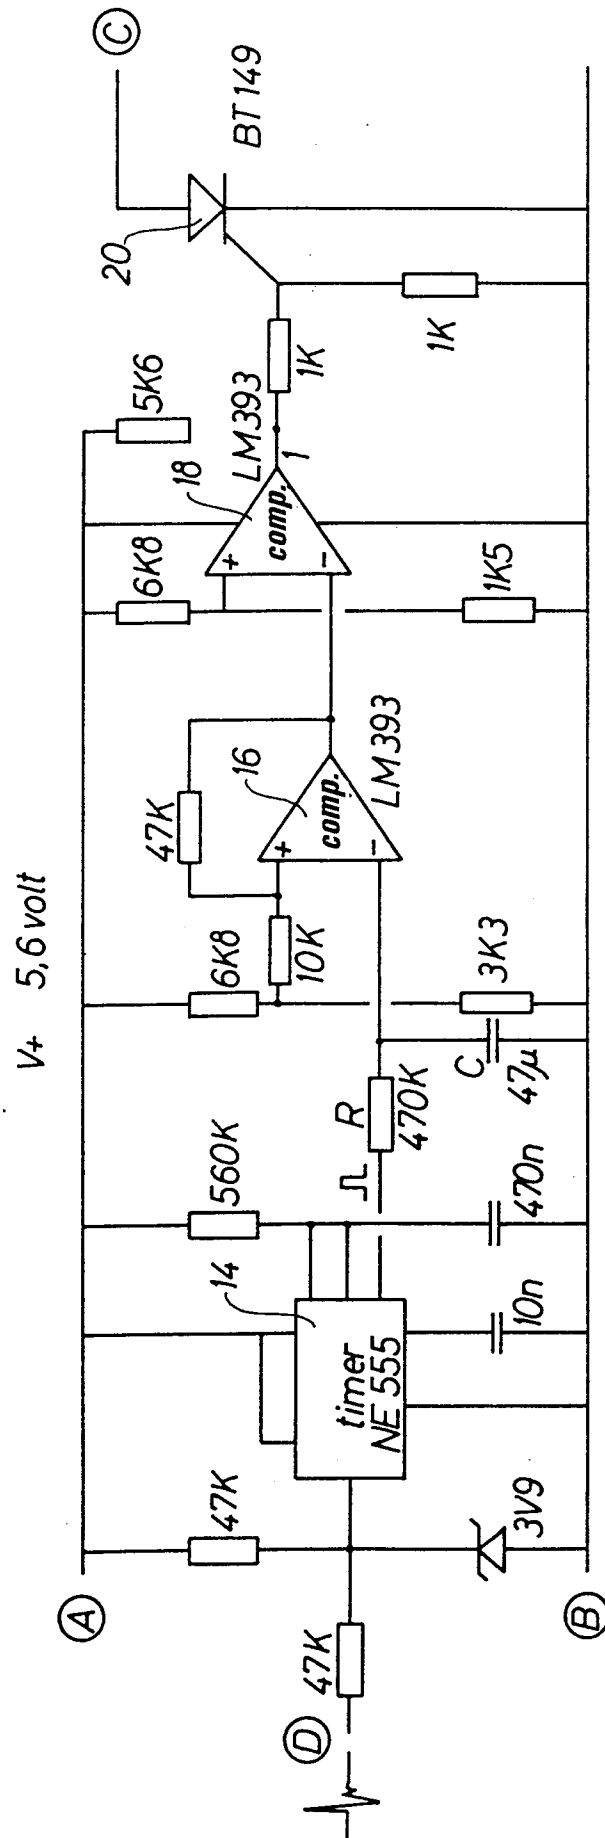 V+ 5,6 volt
A
B
C
D
47K
47K
3V9
timer
NE 555
14
10n
560K
470n
R
470K
C
47µ
6K8
10K
3K3
47K
16
+
−
comp.
LM393
6K8
1K5
18
+
−
comp.
LM393
1
5K6
1K
1K
20
BT149